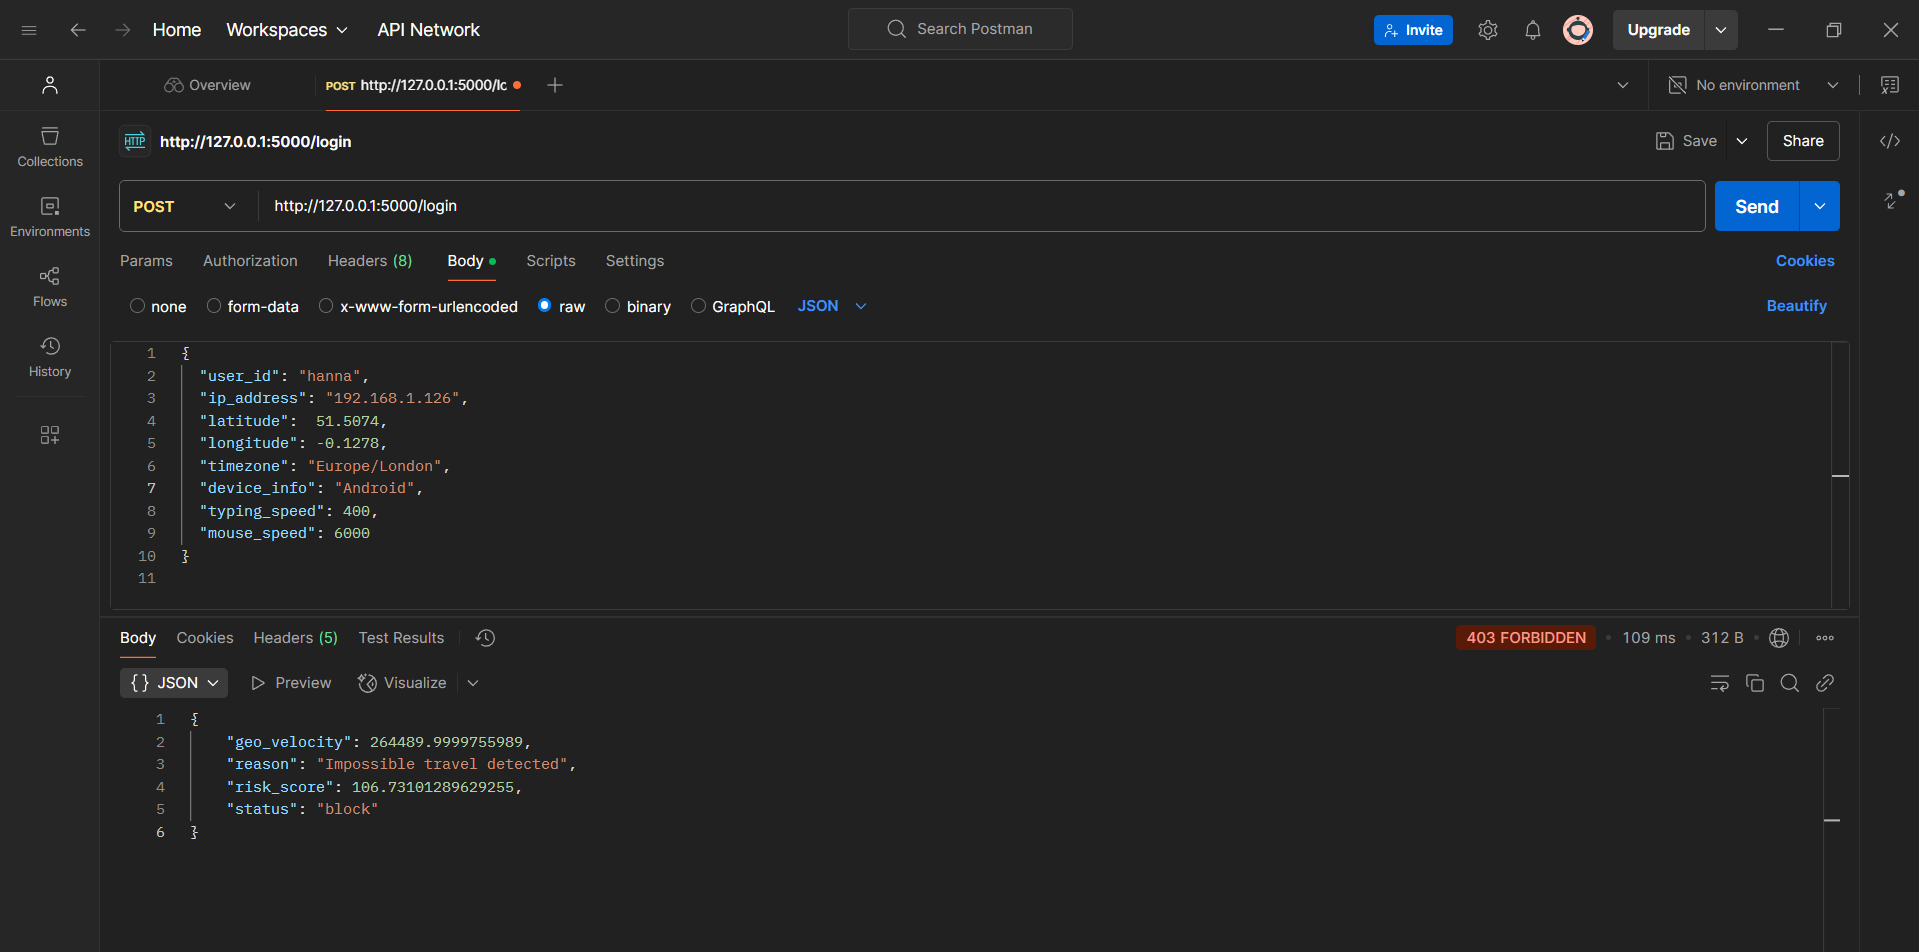 Home Workspaces API Network Search Postman Invite Upgrade
Overview POST http://127.0.0.1:5000/lo No environment
HTTP http://127.0.0.1:5000/login Save Share
Collections
POST http://127.0.0.1:5000/login Send
Environments
Params Authorization Headers (8) Body Scripts Settings Cookies
Flows
none form-data x-www-form-urlencoded raw binary GraphQL JSON Beautify
History
1 {
2 "user_id": "hanna",
3 "ip_address": "192.168.1.126",
4 "latitude":  51.5074,
5 "longitude": -0.1278,
6 "timezone": "Europe/London",
7 "device_info": "Android",
8 "typing_speed": 400,
9 "mouse_speed": 6000
10 }
11
Body Cookies Headers (5) Test Results 403 FORBIDDEN • 109 ms • 312 B •
{} JSON Preview Visualize
1 {
2 "geo_velocity": 264489.9999755989,
3 "reason": "Impossible travel detected",
4 "risk_score": 106.73101289629255,
5 "status": "block"
6 }